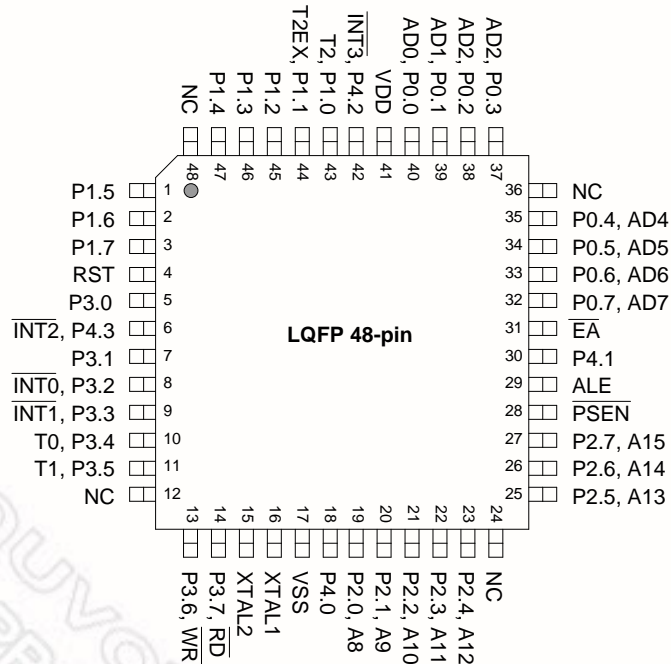 NC
P1.4
P1.3
P1.2
T2EX, P1.1
T2, P1.0
INT3, P4.2
VDD
AD0, P0.0
AD1, P0.1
AD2, P0.2
AD2, P0.3
48
47
46
45
44
43
42
41
40
39
38
37
P1.5 1
P1.6 2
P1.7 3
RST 4
P3.0 5
INT2, P4.3 6
P3.1 7
INT0, P3.2 8
INT1, P3.3 9
T0, P3.4 10
T1, P3.5 11
NC 12
LQFP 48-pin
36 NC
35 P0.4, AD4
34 P0.5, AD5
33 P0.6, AD6
32 P0.7, AD7
31 EA
30 P4.1
29 ALE
28 PSEN
27 P2.7, A15
26 P2.6, A14
25 P2.5, A13
13
14
15
16
17
18
19
20
21
22
23
24
P3.6, WR
P3.7, RD
XTAL2
XTAL1
VSS
P4.0
P2.0, A8
P2.1, A9
P2.2, A10
P2.3, A11
P2.4, A12
NC